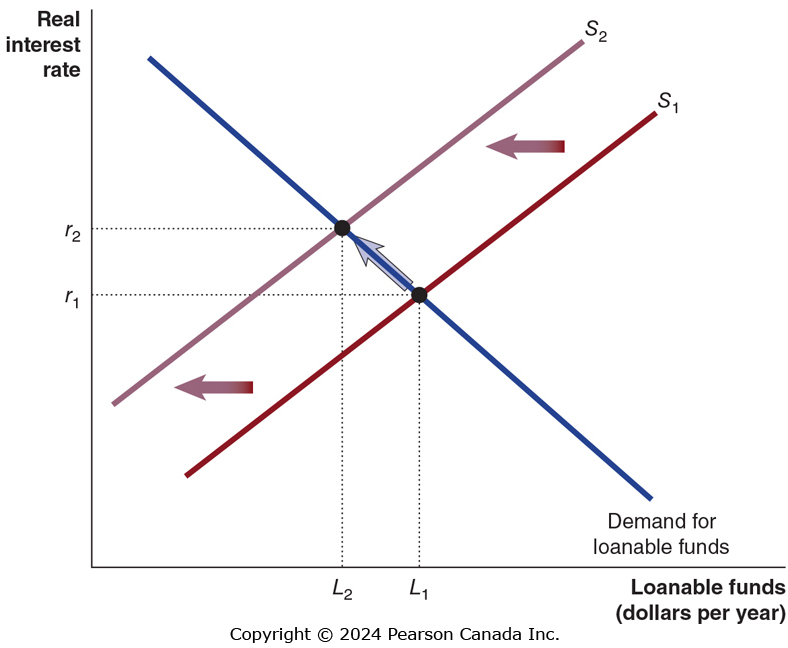 Real
interest
rate
S2
S1
r2
r1
Demand for
loanable funds
L2
L1
Loanable funds
(dollars per year)
Copyright © 2024 Pearson Canada Inc.